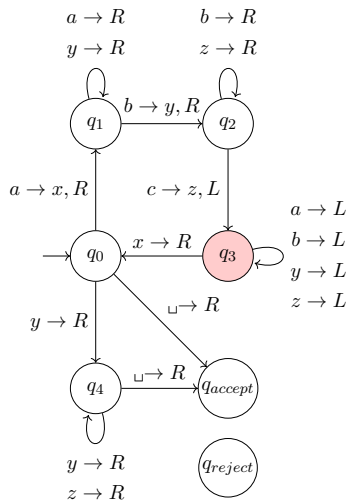 a → R
y → R
b → R
z → R
q1
b → y, R
q2
a → x, R
c → z, L
q0
x → R
q3
a → L
b → L
y → L
z → L
y → R
␣→ R
q4
␣→ R
qaccept
y → R
z → R
qreject